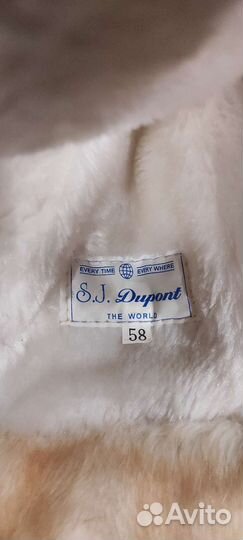 EVERY TIME EVERY WHERE
S.J. Dupont
THE WORLD
58
Avito